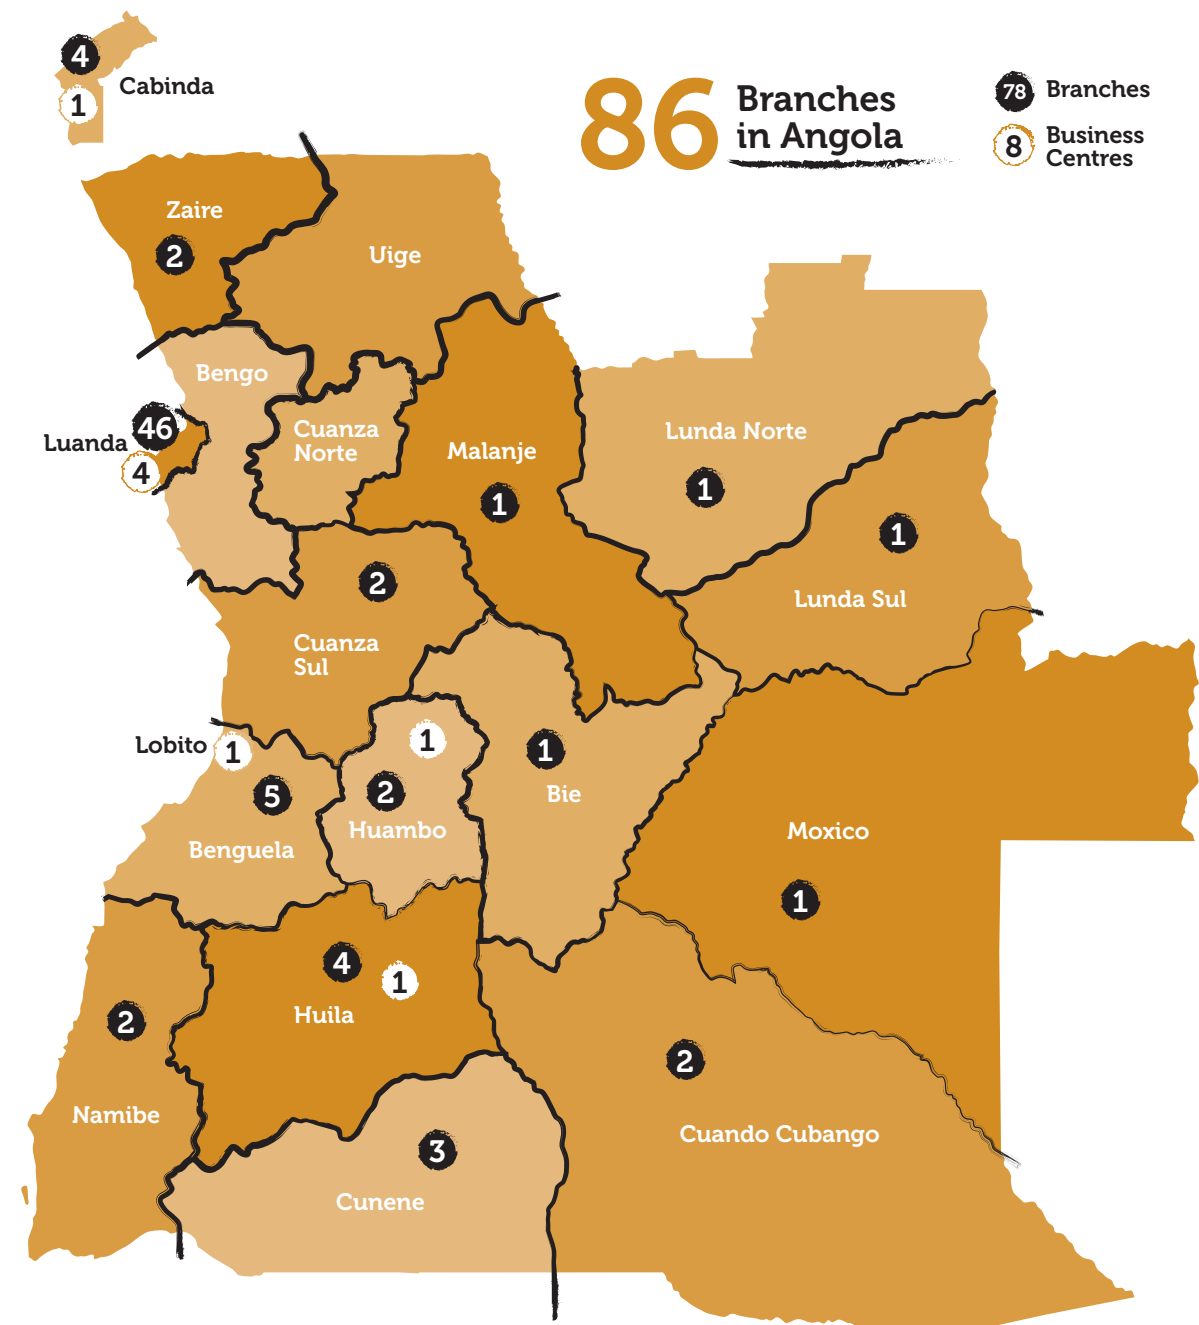 4
Cabinda
1
86
Branches
in Angola
78 Branches
8 Business
Centres
Zaire
2
Uige
Bengo
46
Luanda
4
Cuanza
Norte
Malanje
1
Lunda Norte
1
1
Lunda Sul
2
Cuanza
Sul
Lobito 1
5
Benguela
1
2
Huambo
1
Bie
Moxico
1
4
1
Huila
2
Namibe
2
Cuando Cubango
3
Cunene